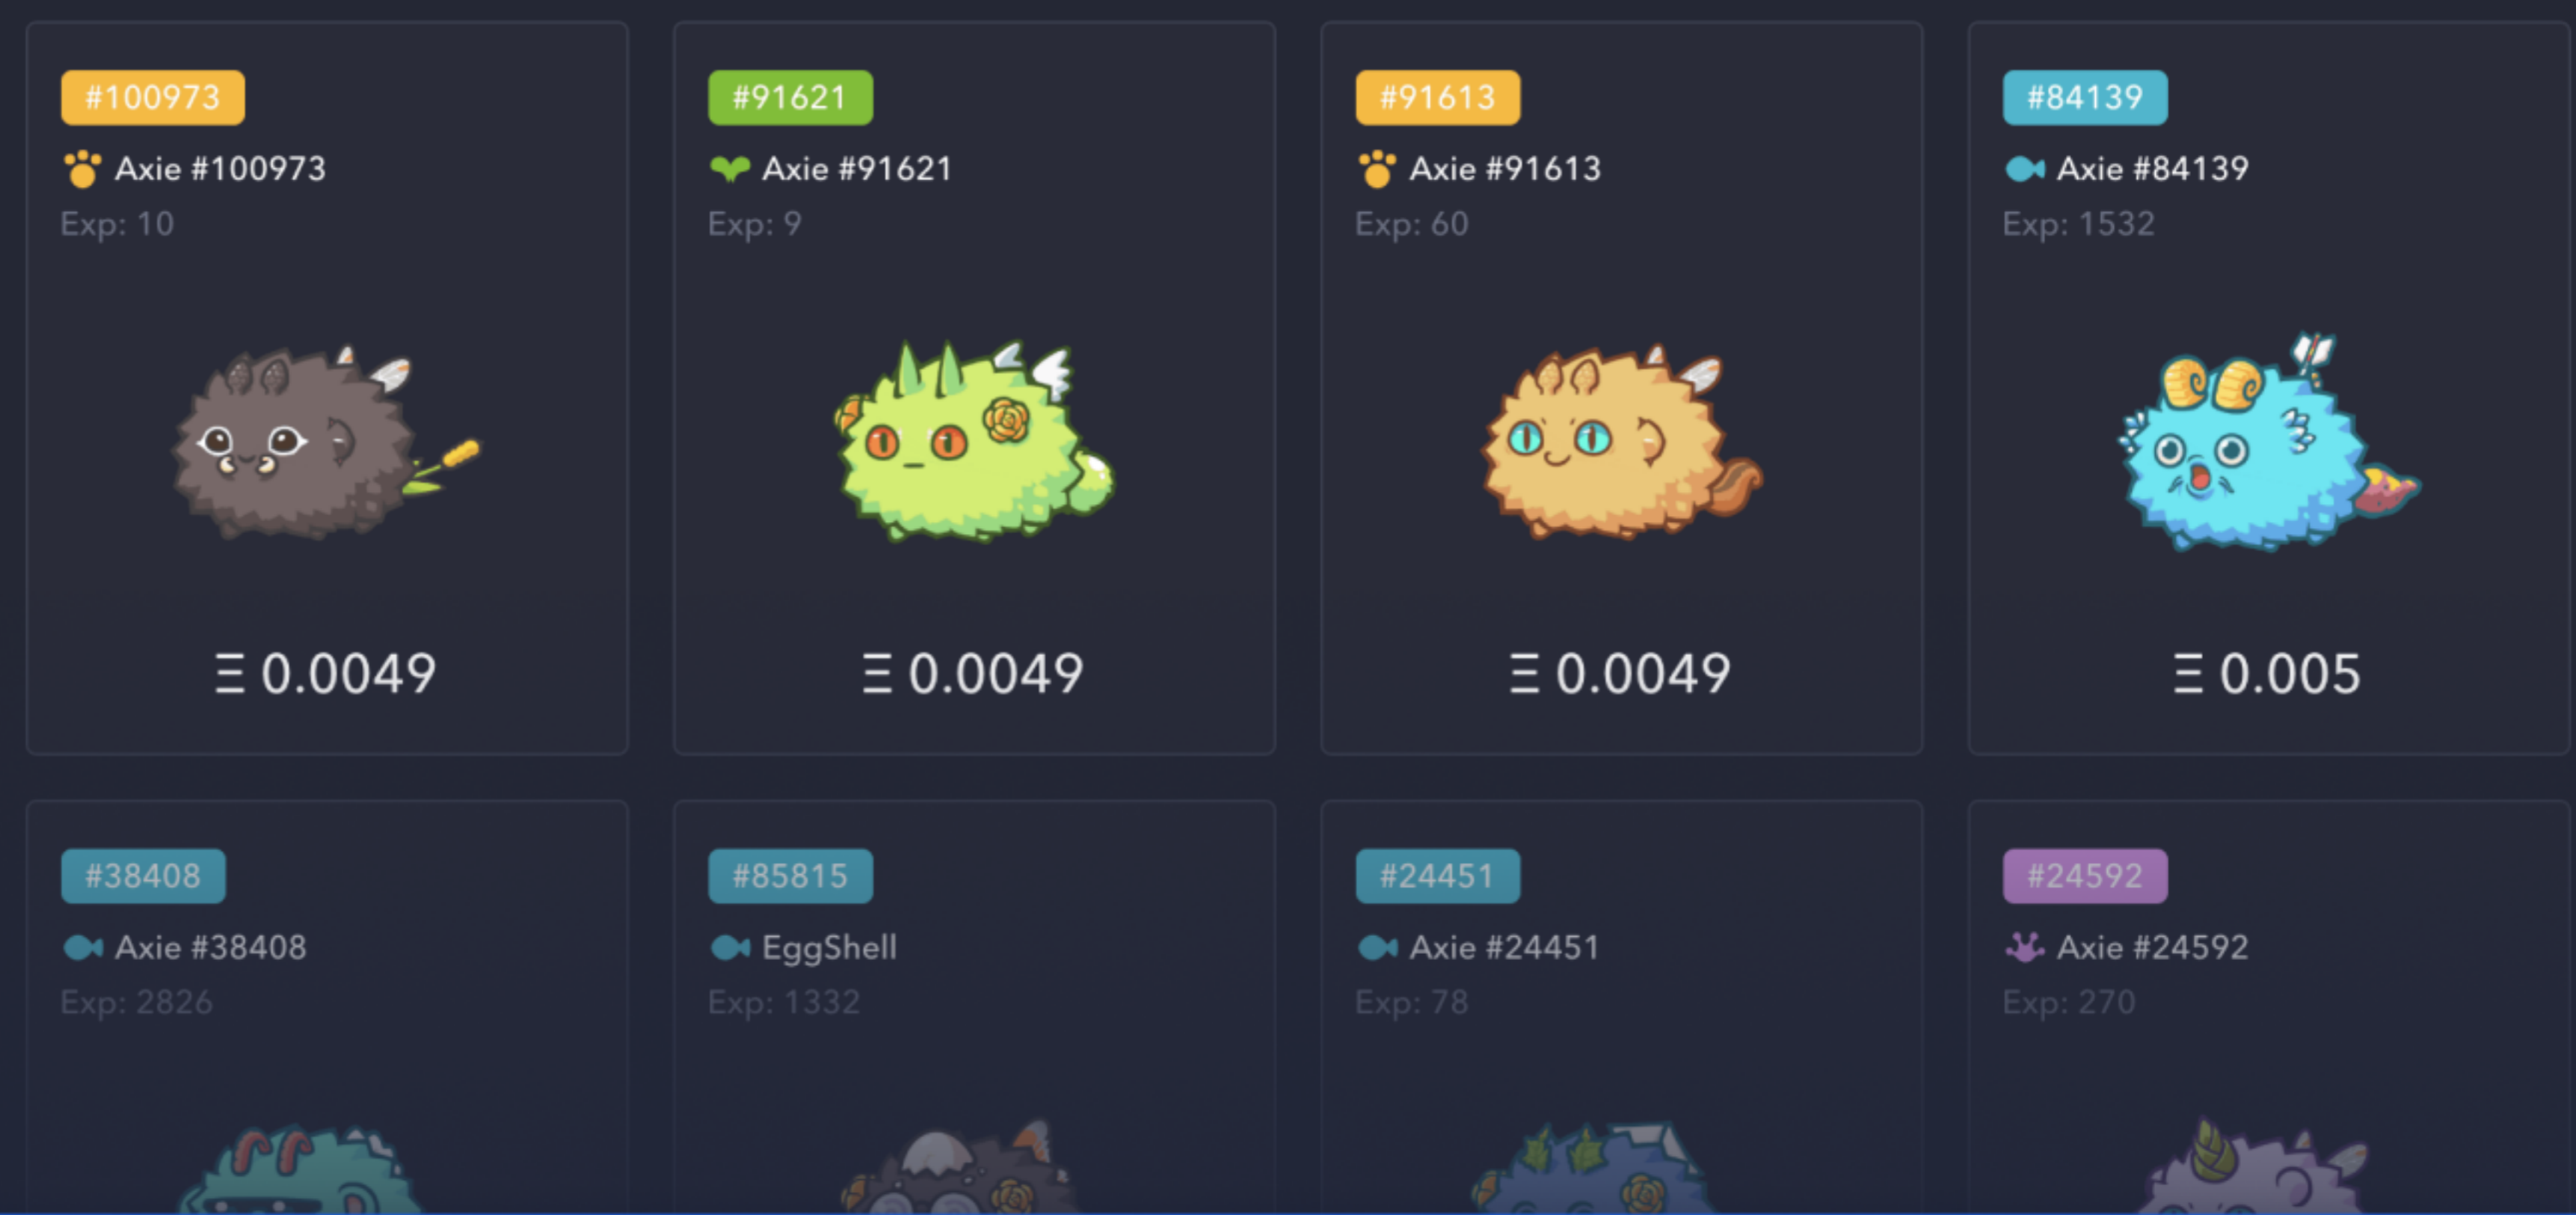 #100973
Axie #100973
Exp: 10
Ξ 0.0049
#91621
Axie #91621
Exp: 9
Ξ 0.0049
#91613
Axie #91613
Exp: 60
Ξ 0.0049
#84139
Axie #84139
Exp: 1532
Ξ 0.005
#38408
Axie #38408
Exp: 2826
#85815
EggShell
Exp: 1332
#24451
Axie #24451
Exp: 78
#24592
Axie #24592
Exp: 270